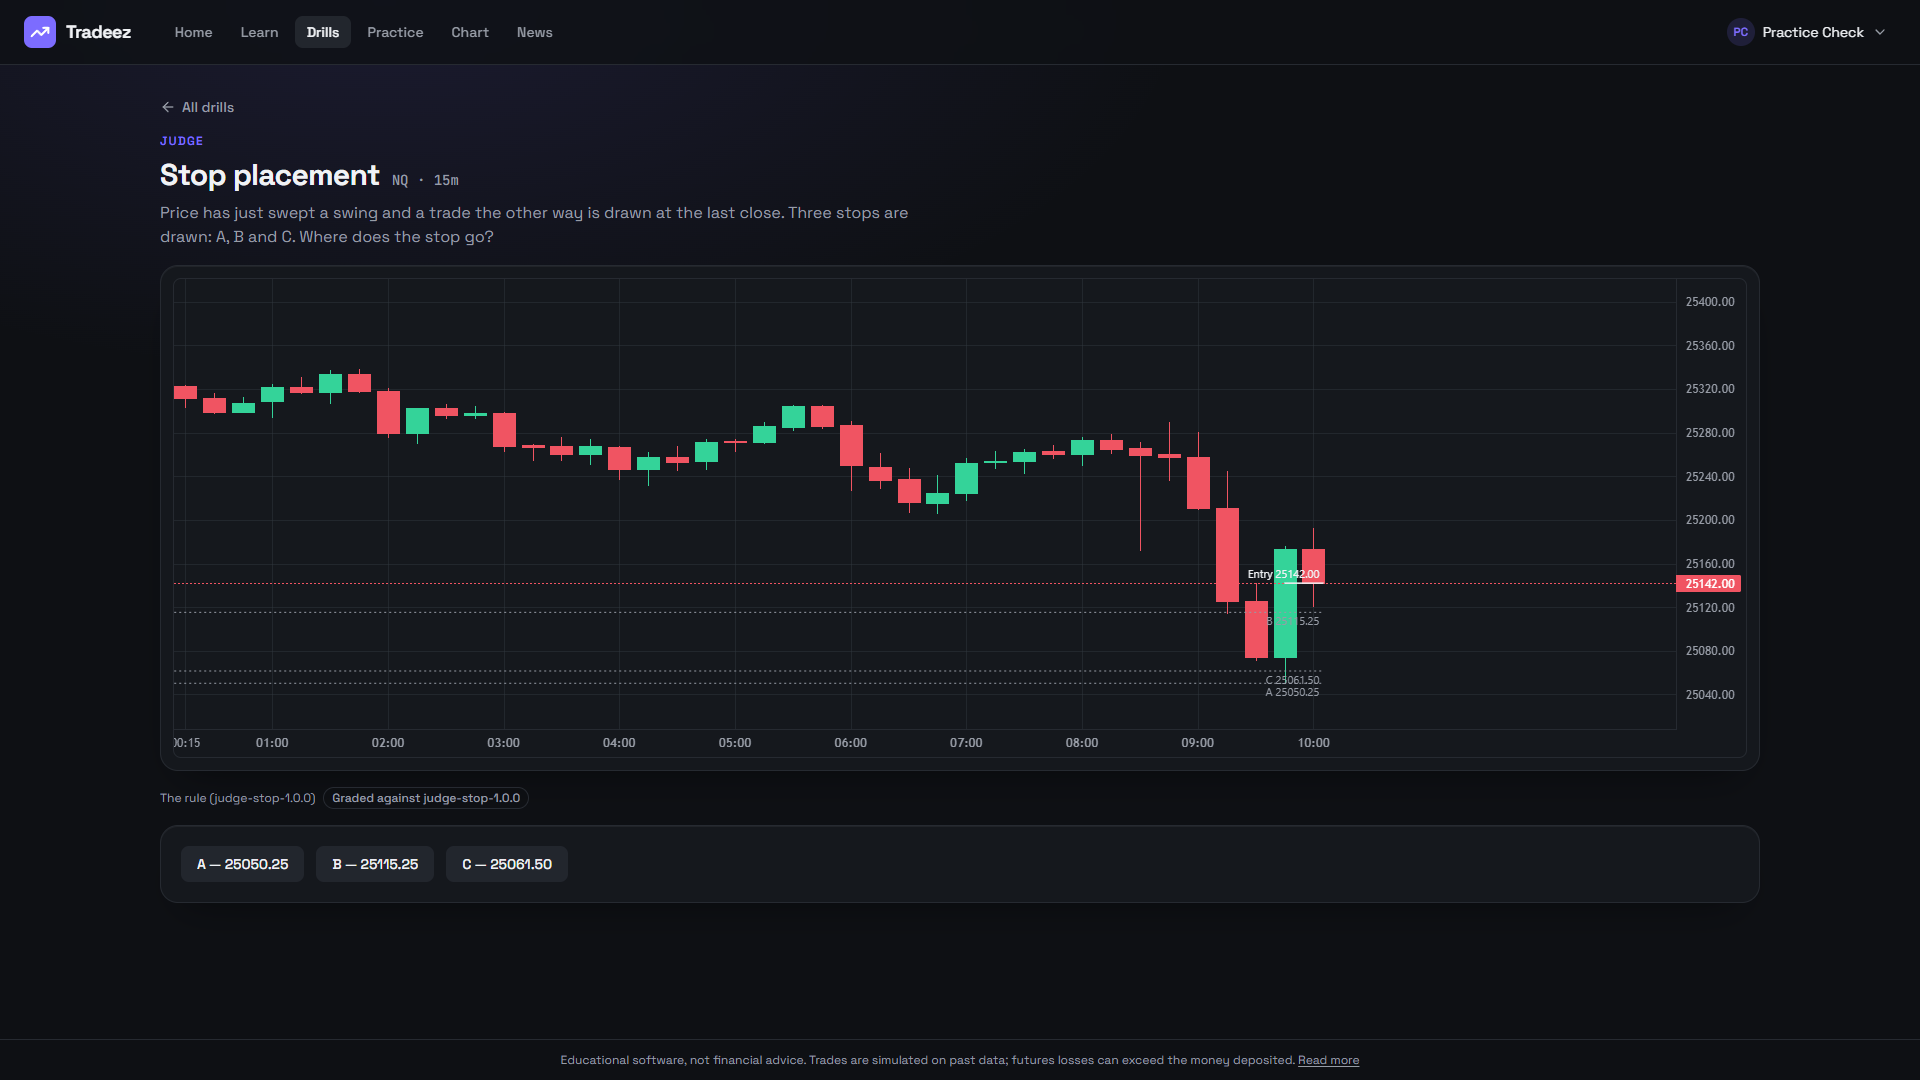 Tradeez
Home Learn Drills Practice Chart News
PC Practice Check
All drills
JUDGE
Stop placement NQ · 15m
Price has just swept a swing and a trade the other way is drawn at the last close. Three stops are
drawn: A, B and C. Where does the stop go?
25400.00
25360.00
25320.00
25280.00
25240.00
25200.00
25160.00
Entry 25142.00
25142.00
25120.00
25080.00
C 25061.50
A 25050.25
25040.00
00:15 01:00 02:00 03:00 04:00 05:00 06:00 07:00 08:00 09:00 10:00
The rule (judge-stop-1.0.0) Graded against judge-stop-1.0.0
A — 25050.25 B — 25115.25 C — 25061.50
Educational software, not financial advice. Trades are simulated on past data; futures losses can exceed the money deposited. Read more